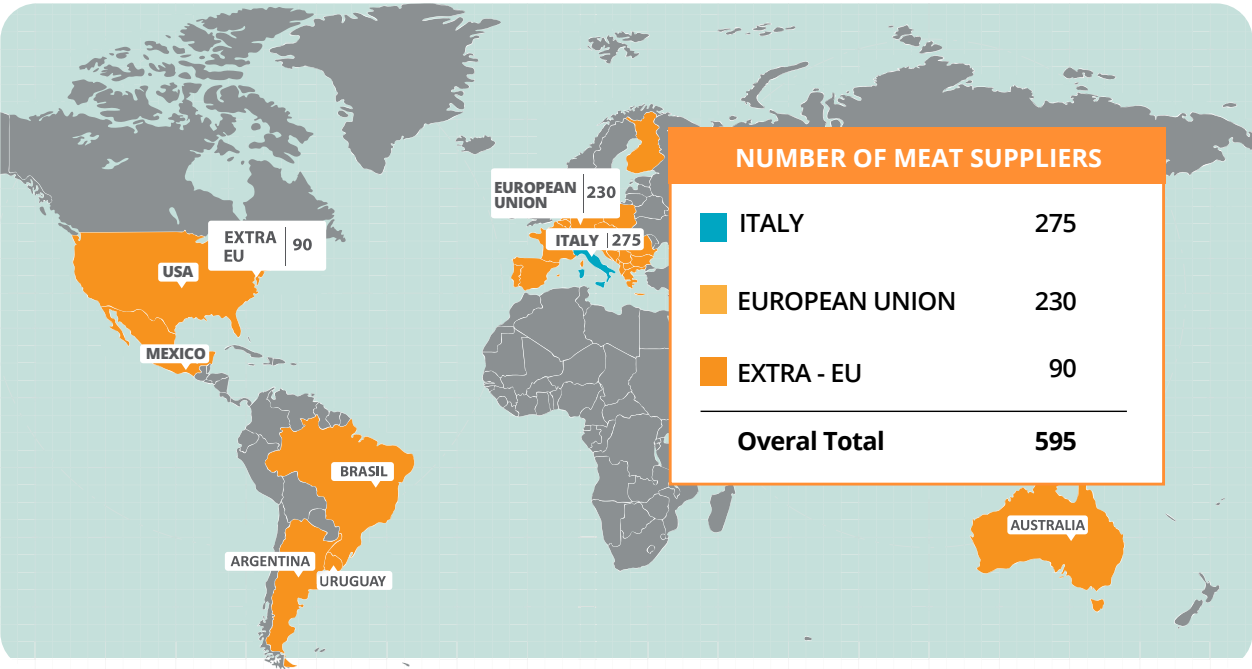 EUROPEAN
UNION
230
ITALY 275
EXTRA
EU
90
USA
MEXICO
BRASIL
ARGENTINA
URUGUAY
AUSTRALIA
NUMBER OF MEAT SUPPLIERS
ITALY 275
EUROPEAN UNION 230
EXTRA - EU 90
Overal Total 595